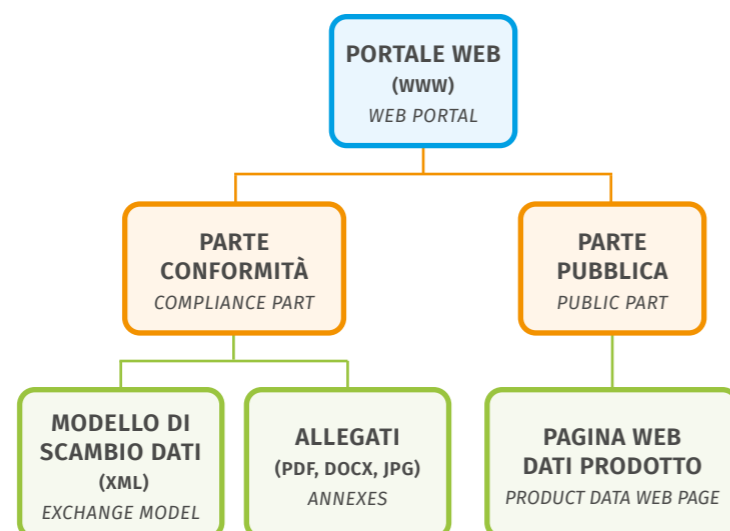 PORTALE WEB
(WWW)
WEB PORTAL
PARTE
CONFORMITÀ
COMPLIANCE PART
PARTE
PUBBLICA
PUBLIC PART
MODELLO DI
SCAMBIO DATI
(XML)
EXCHANGE MODEL
ALLEGATI
(PDF, DOCX, JPG)
ANNEXES
PAGINA WEB
DATI PRODOTTO
PRODUCT DATA WEB PAGE